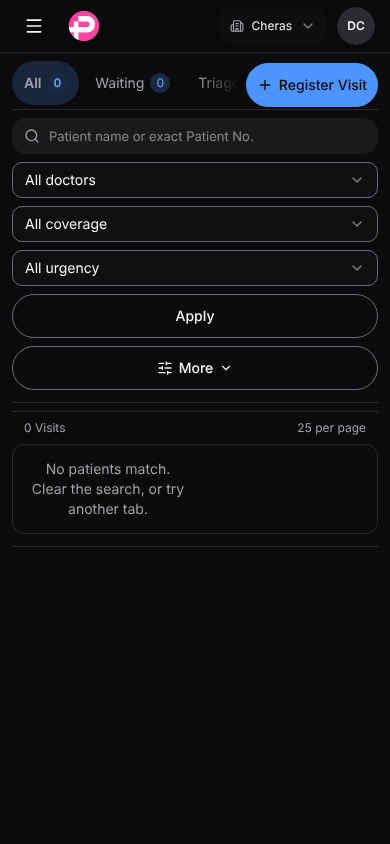 Cheras
DC
All 0
Waiting 0
Triag
+ Register Visit
Patient name or exact Patient No.
All doctors
All coverage
All urgency
Apply
More
0 Visits
25 per page
No patients match.
Clear the search, or try
another tab.